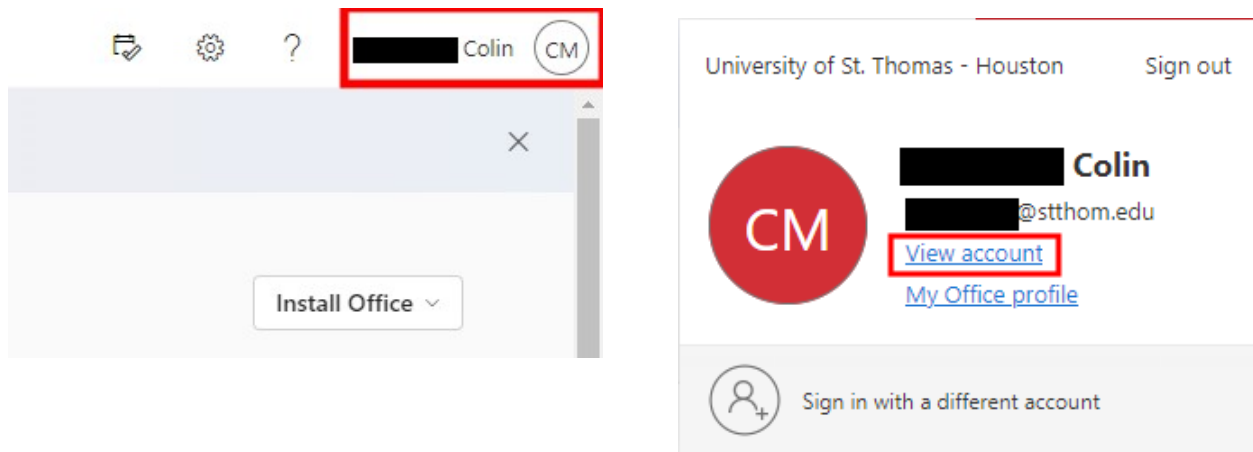 ? Colin CM
Install Office
University of St. Thomas - Houston Sign out
CM
Colin
@stthom.edu
View account
My Office profile
Sign in with a different account